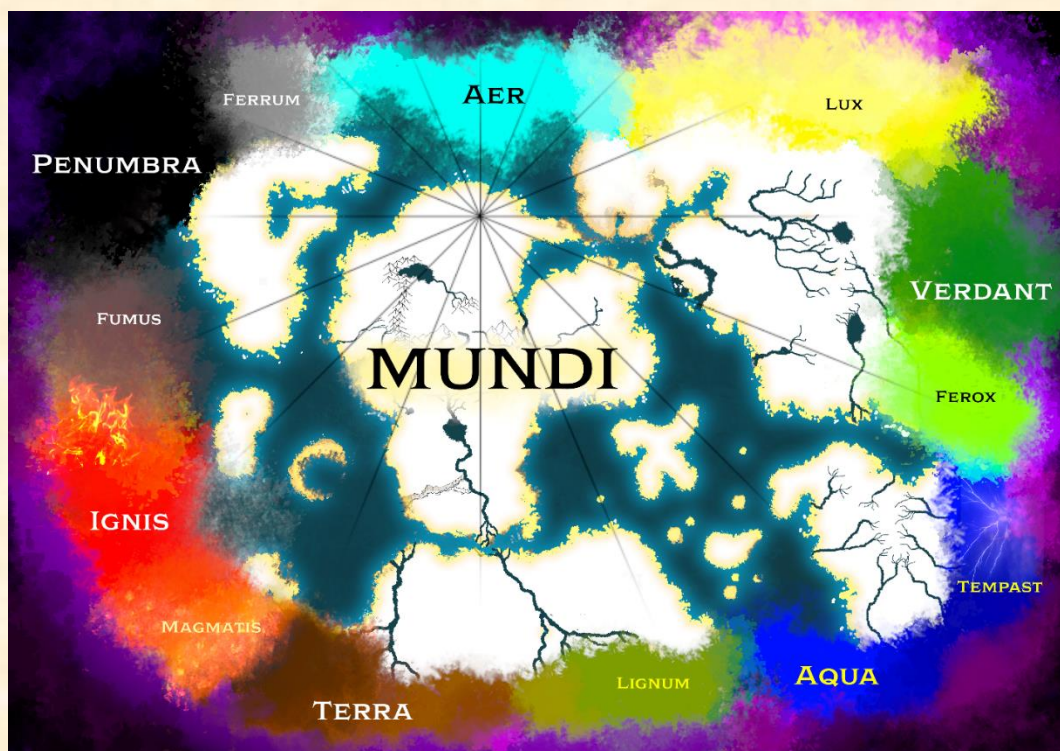 FERRUM
AER
LUX
PENUMBRA
VERDANT
FUMUS
MUNDI
FEROX
IGNIS
TEMPAST
MAGMATIS
AQUA
LIGNUM
TERRA